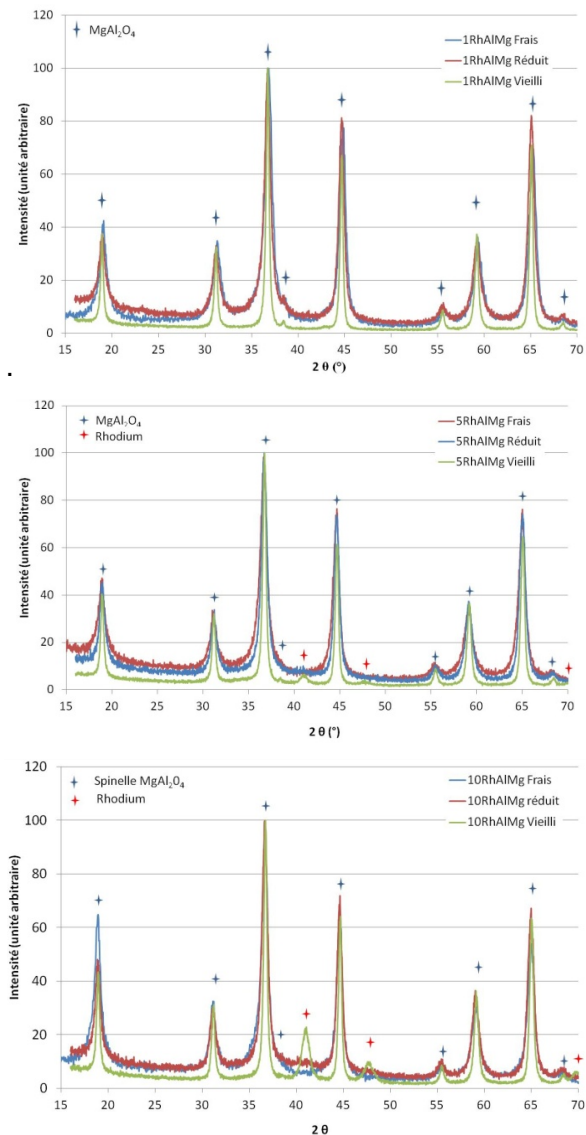 MgAl₂O₄
1RhAlMg Frais
1RhAlMg Réduit
1RhAlMg Vieilli
Intensité (unité arbitraire)
120
100
80
60
40
20
0
15 20 25 30 35 40 45 50 55 60 65 70
2 θ (°)
.
MgAl₂O₄
Rhodium
5RhAlMg Frais
5RhAlMg Réduit
5RhAlMg Vieilli
Intensité (unité arbitraire)
120
100
80
60
40
20
0
15 20 25 30 35 40 45 50 55 60 65 70
2 θ (°)
Spinelle MgAl₂0₄
Rhodium
10RhAlMg Frais
10RhAlMg réduit
10RhAlMg Vieilli
Intensité (unité arbitraire)
120
100
80
60
40
20
0
15 20 25 30 35 40 45 50 55 60 65 70
2 θ